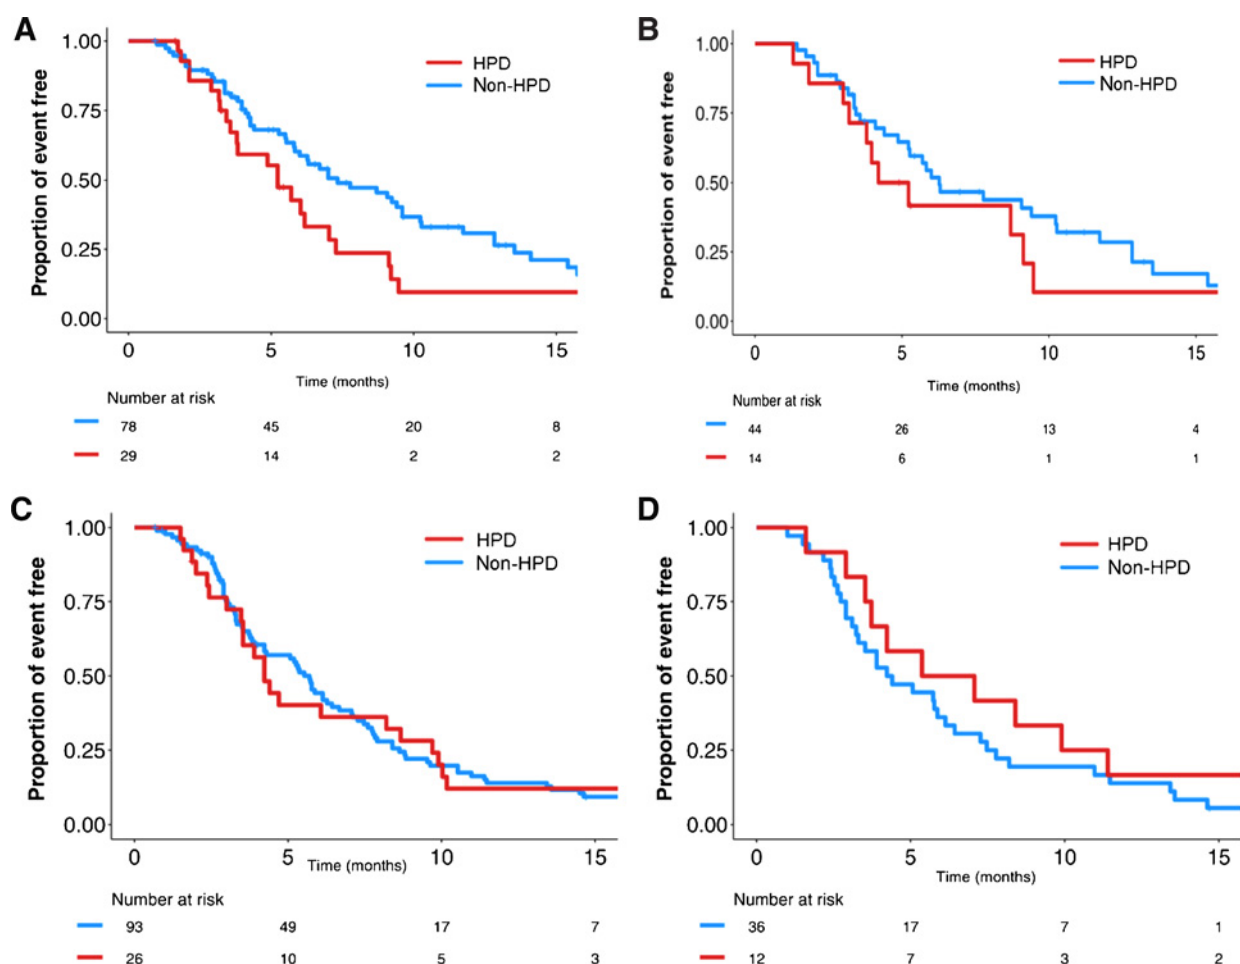 A
Proportion of event free
1.00
0.75
0.50
0.25
0.00
HPD
Non-HPD
0 5 10 15
Time (months)
Number at risk
78 45 20 8
29 14 2 2
B
Proportion of event free
1.00
0.75
0.50
0.25
0.00
HPD
Non-HPD
0 5 10 15
Time (months)
Number at risk
44 26 13 4
14 6 1 1
C
Proportion of event free
1.00
0.75
0.50
0.25
0.00
HPD
Non-HPD
0 5 10 15
Time (months)
Number at risk
93 49 17 7
26 10 5 3
D
Proportion of event free
1.00
0.75
0.50
0.25
0.00
HPD
Non-HPD
0 5 10 15
Time (months)
Number at risk
36 17 7 1
12 7 3 2